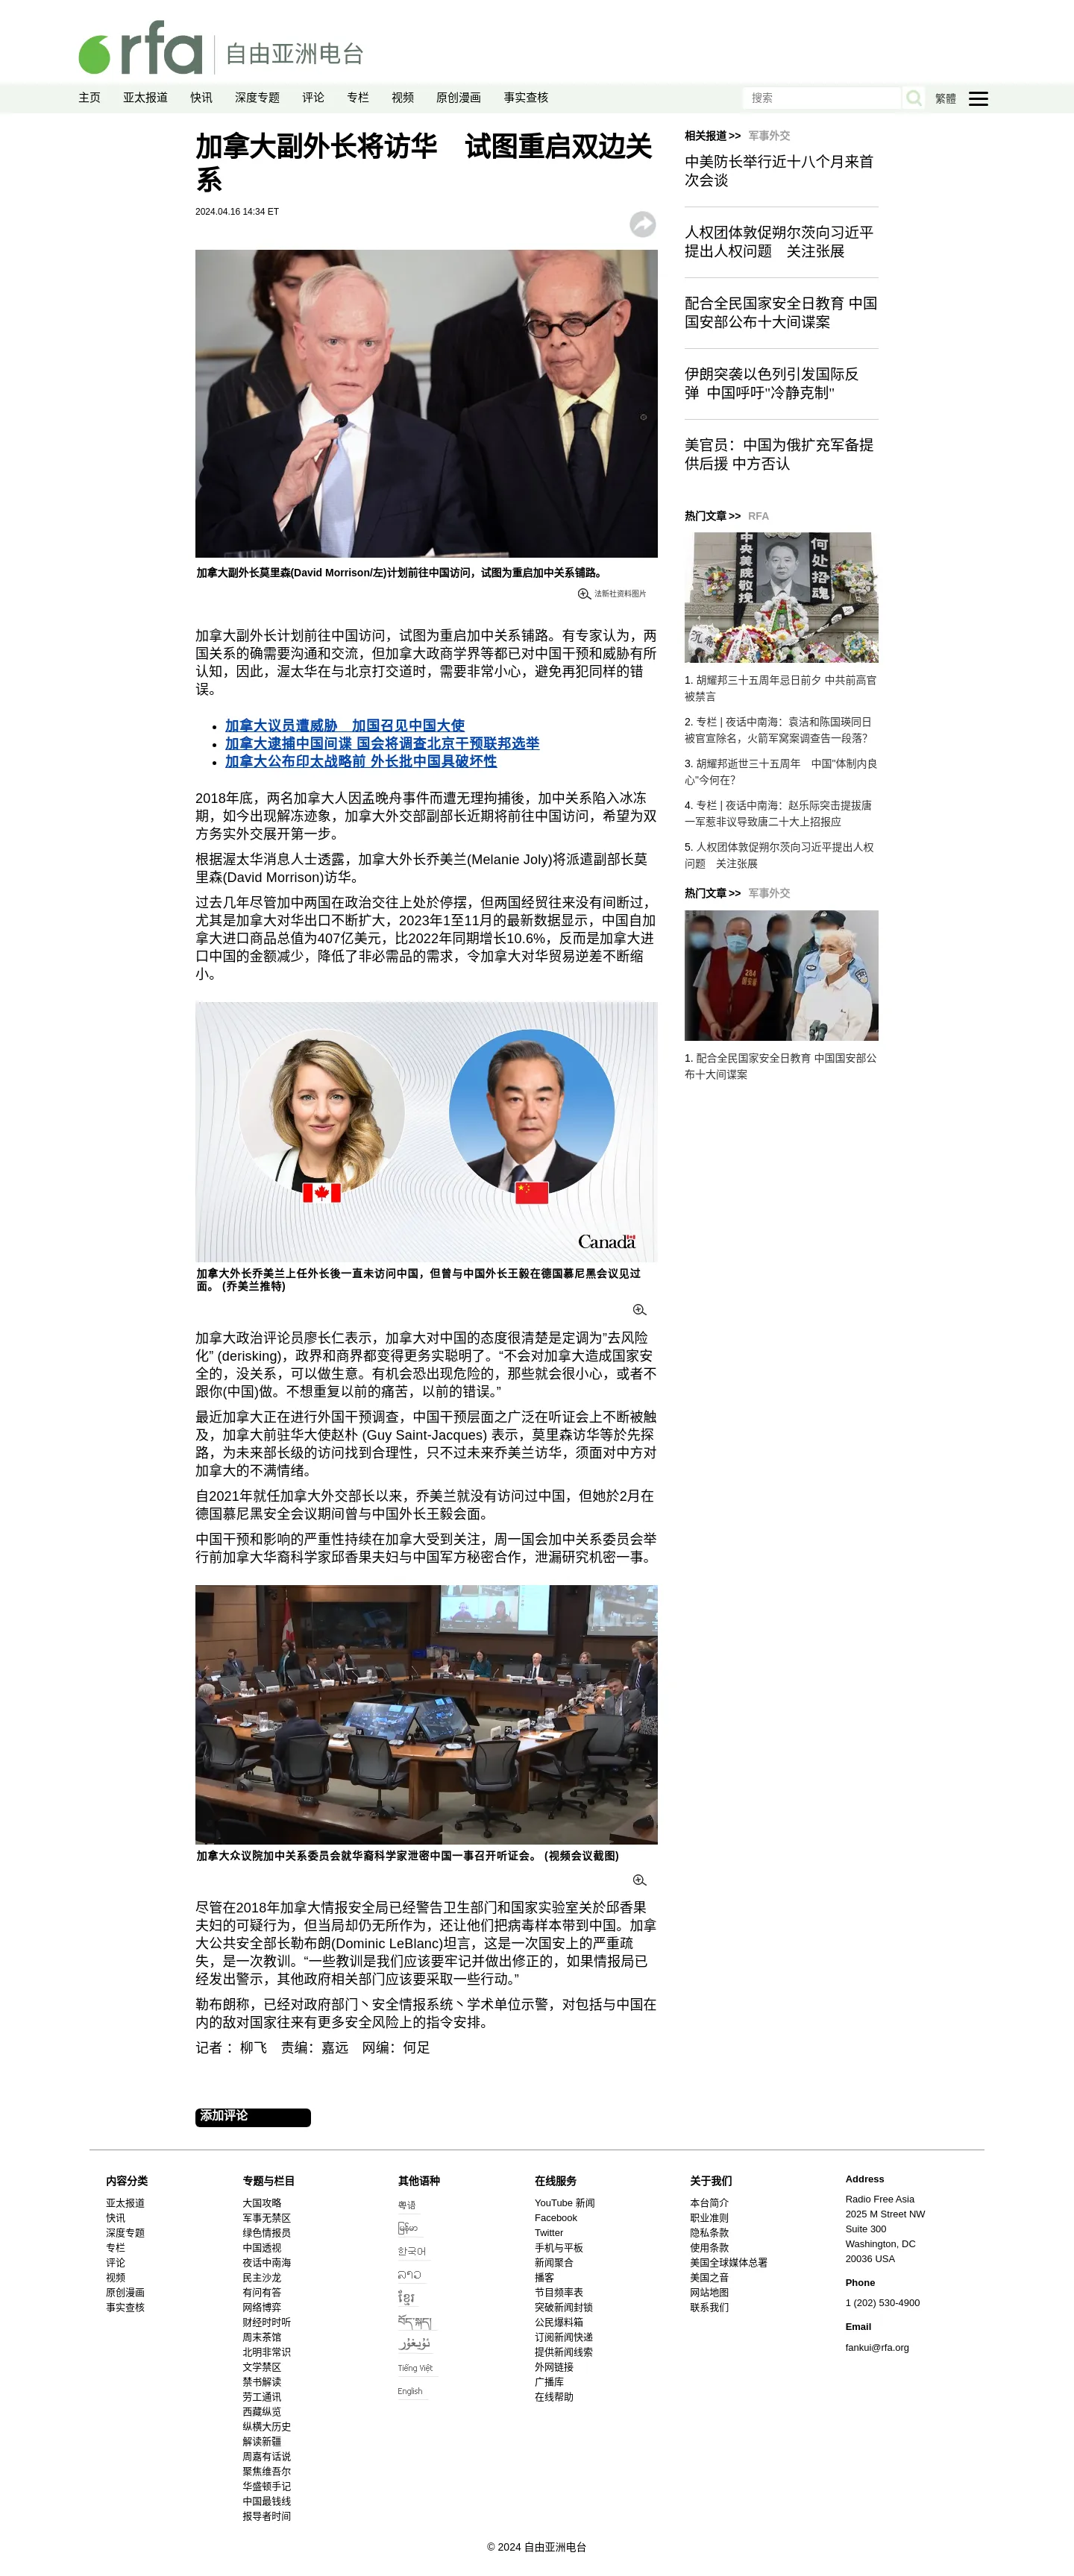 rfa 自由亚洲电台
主页 亚太报道 快讯 深度专题 评论 专栏 视频 原创漫画 事实查核 搜索 繁體
加拿大副外长将访华　试图重启双边关
系
2024.04.16 14:34 ET
加拿大副外长莫里森(David Morrison/左)计划前往中国访问，试图为重启加中关系铺路。
法新社资料图片
加拿大副外长计划前往中国访问，试图为重启加中关系铺路。有专家认为，两
国关系的确需要沟通和交流，但加拿大政商学界等都已对中国干预和威胁有所
认知，因此，渥太华在与北京打交道时，需要非常小心，避免再犯同样的错
误。
加拿大议员遭威胁　加国召见中国大使
加拿大逮捕中国间谍 国会将调查北京干预联邦选举
加拿大公布印太战略前 外长批中国具破坏性
2018年底，两名加拿大人因孟晚舟事件而遭无理拘捕後，加中关系陷入冰冻
期，如今出现解冻迹象，加拿大外交部副部长近期将前往中国访问，希望为双
方务实外交展开第一步。
根据渥太华消息人士透露，加拿大外长乔美兰(Melanie Joly)将派遣副部长莫
里森(David Morrison)访华。
过去几年尽管加中两国在政治交往上处於停摆，但两国经贸往来没有间断过，
尤其是加拿大对华出口不断扩大，2023年1至11月的最新数据显示，中国自加
拿大进口商品总值为407亿美元，比2022年同期增长10.6%，反而是加拿大进
口中国的金额减少，降低了非必需品的需求，令加拿大对华贸易逆差不断缩
小。
Canada
加拿大外长乔美兰上任外长後一直未访问中国，但曾与中国外长王毅在德国慕尼黑会议见过
面。 (乔美兰推特)
加拿大政治评论员廖长仁表示，加拿大对中国的态度很清楚是定调为”去风险
化” (derisking)，政界和商界都变得更务实聪明了。“不会对加拿大造成国家安
全的，没关系，可以做生意。有机会恐出现危险的，那些就会很小心，或者不
跟你(中国)做。不想重复以前的痛苦，以前的错误。”
最近加拿大正在进行外国干预调查，中国干预层面之广泛在听证会上不断被触
及，加拿大前驻华大使赵朴 (Guy Saint-Jacques) 表示，莫里森访华等於先探
路，为未来部长级的访问找到合理性，只不过未来乔美兰访华，须面对中方对
加拿大的不满情绪。
自2021年就任加拿大外交部长以来，乔美兰就没有访问过中国，但她於2月在
德国慕尼黑安全会议期间曾与中国外长王毅会面。
中国干预和影响的严重性持续在加拿大受到关注，周一国会加中关系委员会举
行前加拿大华裔科学家邱香果夫妇与中国军方秘密合作，泄漏研究机密一事。
加拿大众议院加中关系委员会就华裔科学家泄密中国一事召开听证会。 (视频会议截图)
尽管在2018年加拿大情报安全局已经警告卫生部门和国家实验室关於邱香果
夫妇的可疑行为，但当局却仍无所作为，还让他们把病毒样本带到中国。加拿
大公共安全部长勒布朗(Dominic LeBlanc)坦言，这是一次国安上的严重疏
失，是一次教训。“一些教训是我们应该要牢记并做出修正的，如果情报局已
经发出警示，其他政府相关部门应该要采取一些行动。”
勒布朗称，已经对政府部门丶安全情报系统丶学术单位示警，对包括与中国在
内的敌对国家往来有更多安全风险上的指令安排。
记者 ：柳飞　责编：嘉远　网编：何足
添加评论
相关报道 >> 军事外交
中美防长举行近十八个月来首
次会谈
人权团体敦促朔尔茨向习近平
提出人权问题　关注张展
配合全民国家安全日教育 中国
国安部公布十大间谍案
伊朗突袭以色列引发国际反
弹 中国呼吁"冷静克制"
美官员：中国为俄扩充军备提
供后援 中方否认
热门文章 >> RFA
何处招魂
1. 胡耀邦三十五周年忌日前夕 中共前高官
被禁言
2. 专栏 | 夜话中南海：袁洁和陈国瑛同日
被官宣除名，火箭军窝案调查告一段落？
3. 胡耀邦逝世三十五周年　中国“体制内良
心”今何在？
4. 专栏 | 夜话中南海：赵乐际突击提拔唐
一军惹非议导致唐二十大上招报应
5. 人权团体敦促朔尔茨向习近平提出人权
问题　关注张展
热门文章 >> 军事外交
1. 配合全民国家安全日教育 中国国安部公
布十大间谍案
内容分类
亚太报道
快讯
深度专题
专栏
评论
视频
原创漫画
事实查核
专题与栏目
大国攻略
军事无禁区
绿色情报员
中国透视
夜话中南海
民主沙龙
有问有答
网络博弈
财经时时听
周末茶馆
北明非常识
文学禁区
禁书解读
劳工通讯
西藏纵览
纵横大历史
解读新疆
周嘉有话说
聚焦维吾尔
华盛顿手记
中国最钱线
报导者时间
其他语种
粤语
မြန်မာ
한국어
ລາວ
ខ្មែរ
བོད་སྐད།
ئۇيغۇر
Tiếng Việt
English
在线服务
YouTube 新闻
Facebook
Twitter
手机与平板
新闻聚合
播客
节目频率表
突破新闻封锁
公民爆料箱
订阅新闻快递
提供新闻线索
外网链接
广播库
在线帮助
关于我们
本台简介
职业准则
隐私条款
使用条款
美国全球媒体总署
美国之音
网站地图
联系我们
Address
Radio Free Asia
2025 M Street NW
Suite 300
Washington, DC
20036 USA
Phone
1 (202) 530-4900
Email
fankui@rfa.org
© 2024 自由亚洲电台